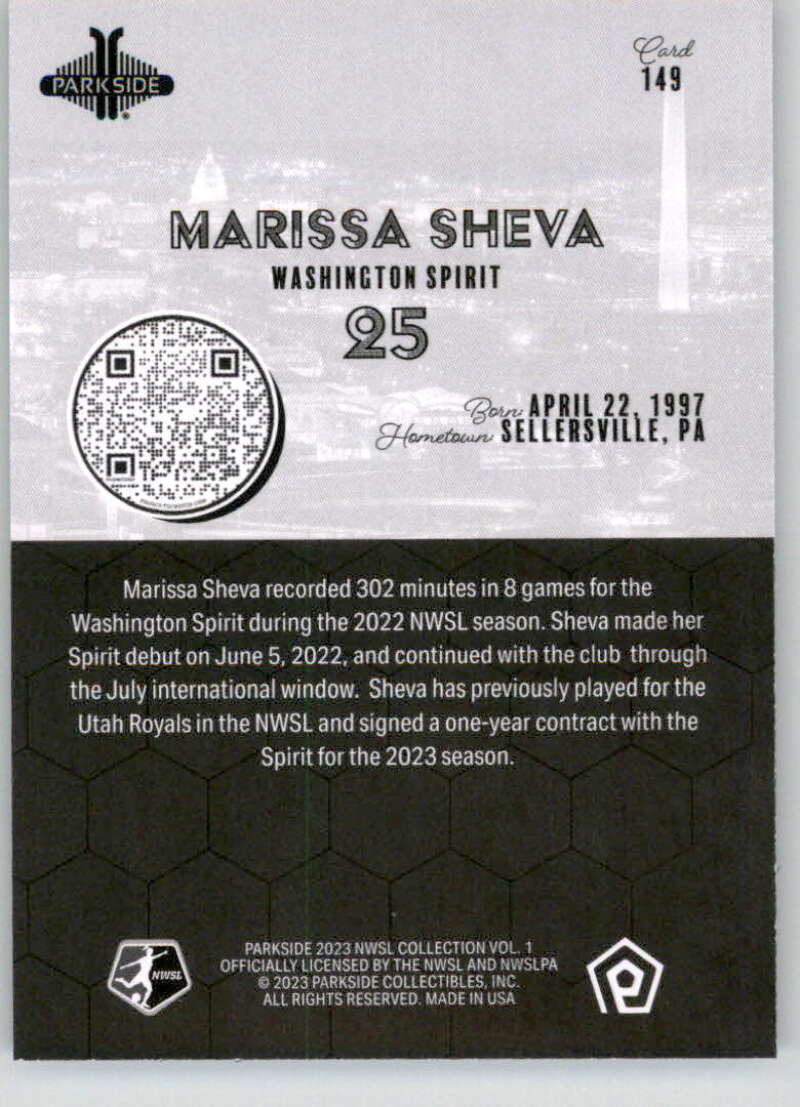 PARKSIDE
Card
149
MARISSA SHEVA
WASHINGTON SPIRIT
25
Born APRIL 22, 1997
Hometown SELLERSVILLE, PA
Marissa Sheva recorded 302 minutes in 8 games for the
Washington Spirit during the 2022 NWSL season. Sheva made her
Spirit debut on June 5, 2022, and continued with the club through
the July international window. Sheva has previously played for the
Utah Royals in the NWSL and signed a one-year contract with the
Spirit for the 2023 season.
NWSL
PARKSIDE 2023 NWSL COLLECTION VOL. 1
OFFICIALLY LICENSED BY THE NWSL AND NWSLPA
© 2023 PARKSIDE COLLECTIBLES, INC.
ALL RIGHTS RESERVED. MADE IN USA